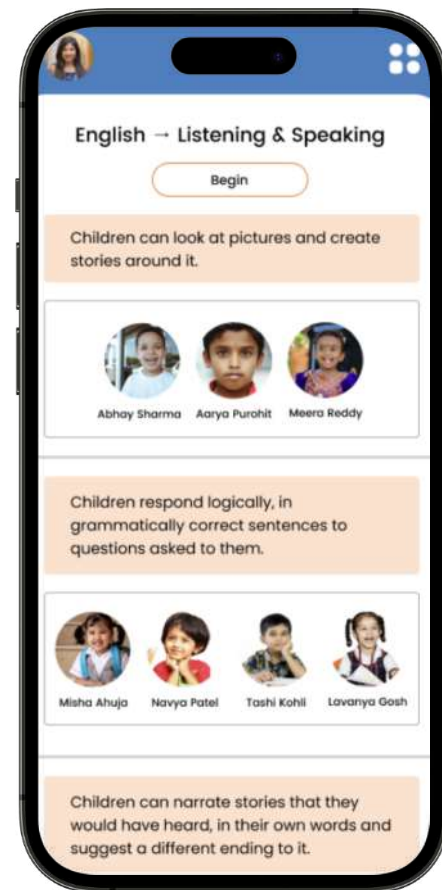 English → Listening & Speaking
Begin
Children can look at pictures and create
stories around it.
Abhay Sharma Aarya Purohit Meera Reddy
Children respond logically, in
grammatically correct sentences to
questions asked to them.
Misha Ahuja Navya Patel Tashi Kohli Lavanya Gosh
Children can narrate stories that they
would have heard, in their own words and
suggest a different ending to it.